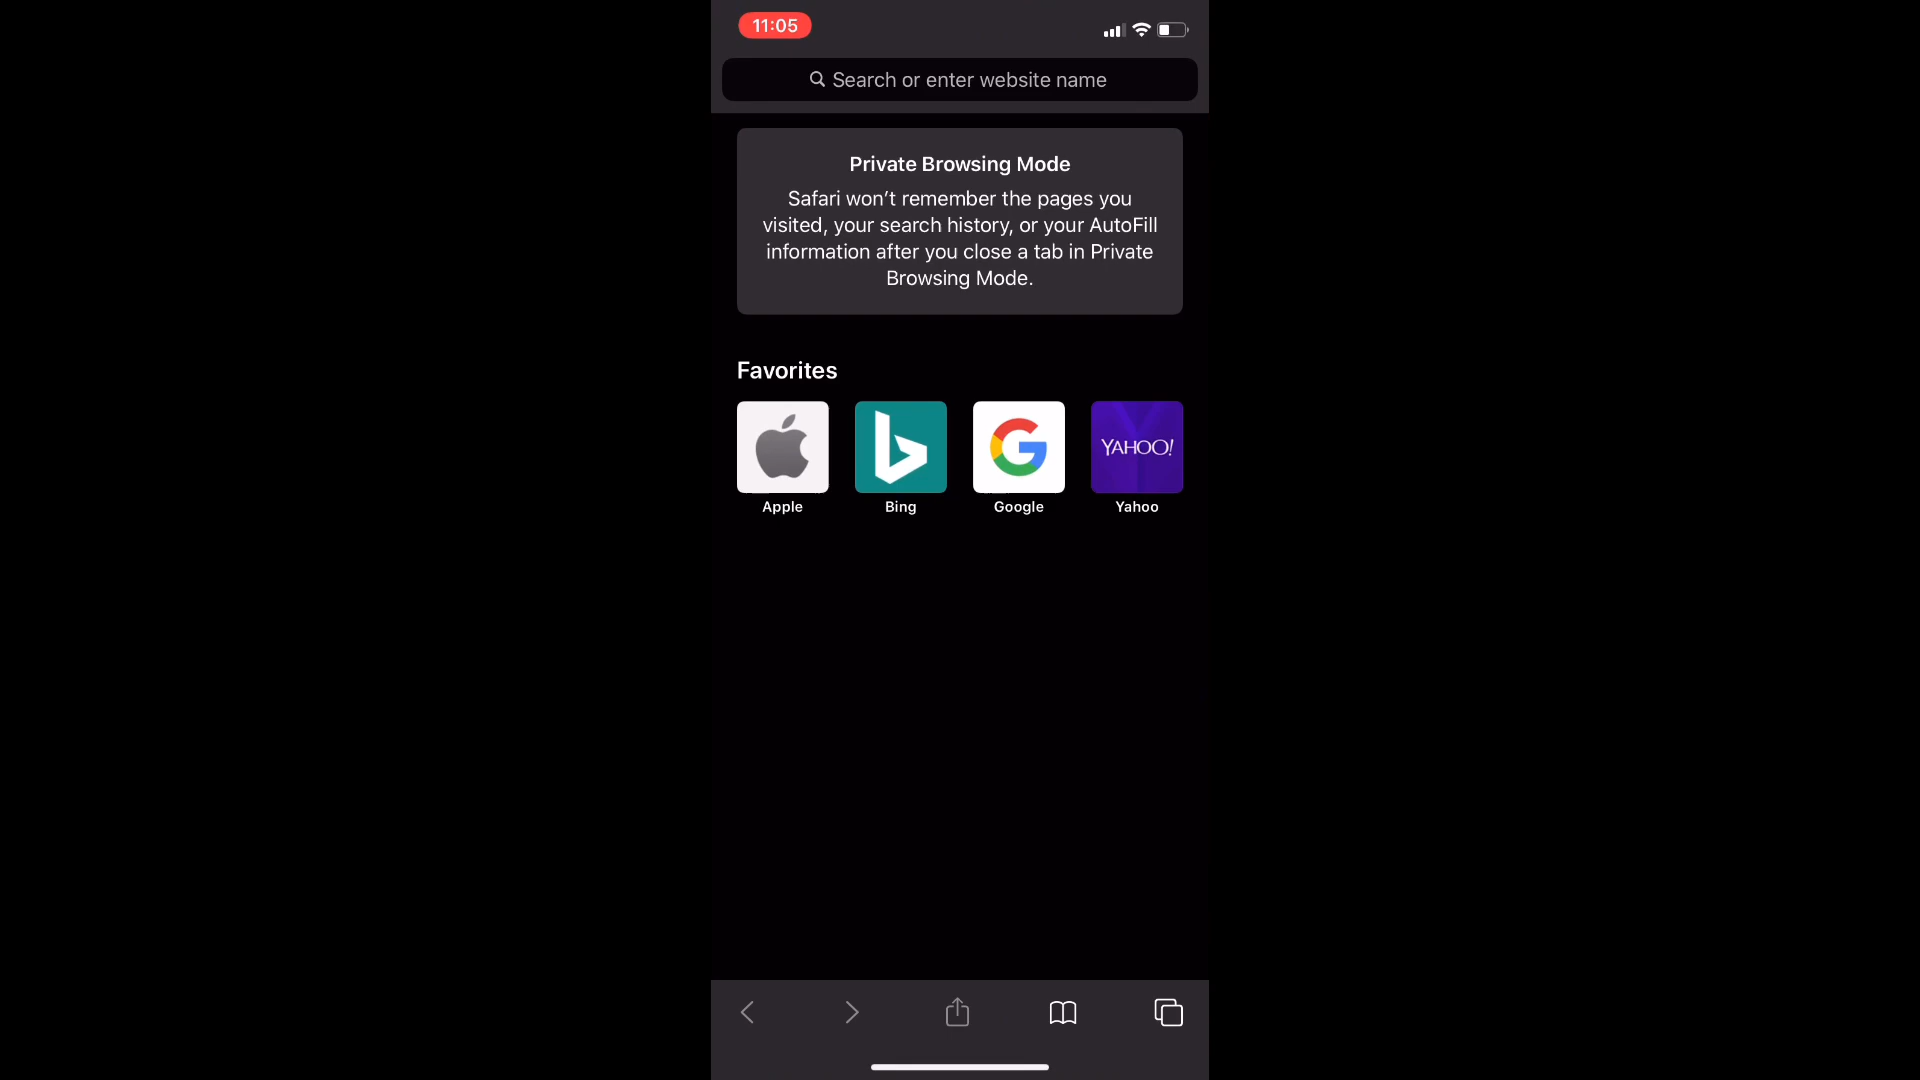 11:05
Search or enter website name
Private Browsing Mode
Safari won’t remember the pages you
visited, your search history, or your AutoFill
information after you close a tab in Private
Browsing Mode.
Favorites
YAHOO!
Apple
Bing
Google
Yahoo